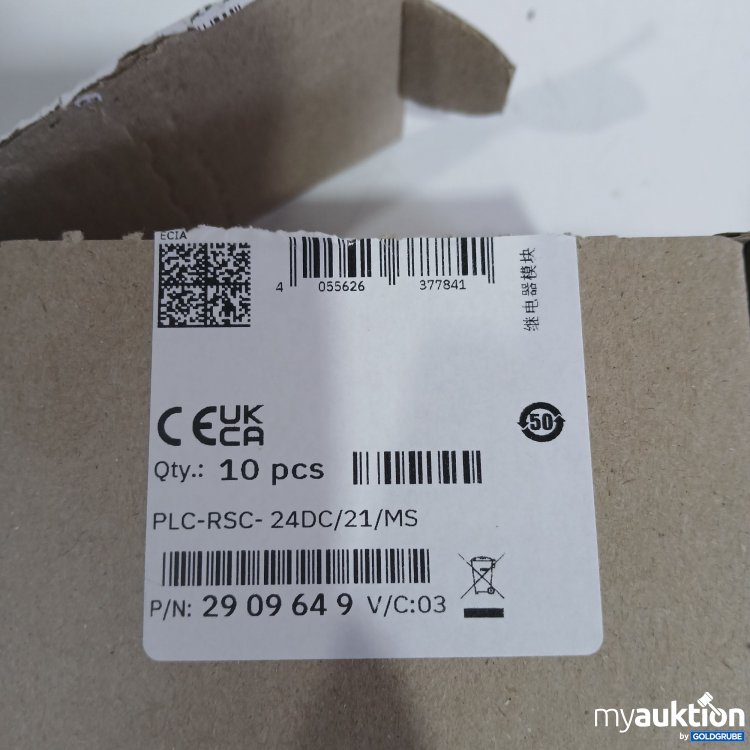 ECIA
4 055626 377841
继电器模块
CE UK
CA
50
Qty.: 10 pcs
PLC-RSC- 24DC/21/MS
P/N: 29 09 64 9 V/C:03
myauktion
by GOLDGRUBE